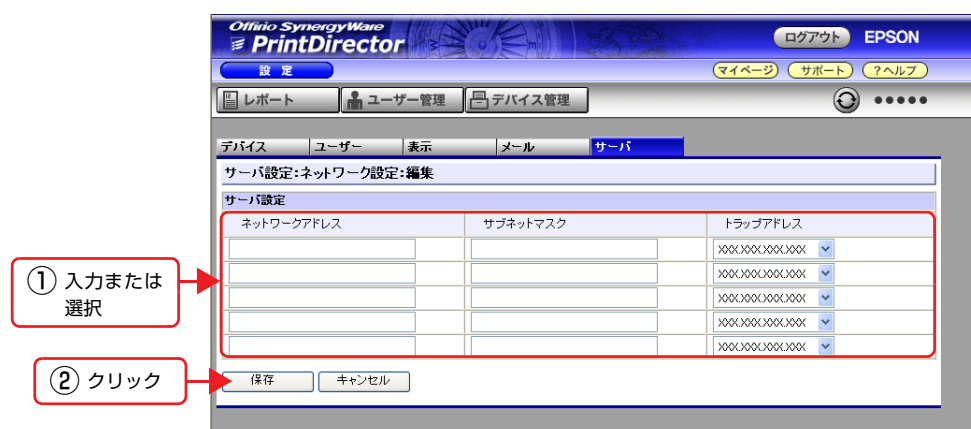 Offirio SynergyWare
PrintDirector
ログアウト EPSON
設 定
マイページ サポート ?ヘルプ
レポート ユーザー管理 デバイス管理
デバイス ユーザー 表示 メール サーバ
サーバ設定:ネットワーク設定:編集
サーバ設定
ネットワークアドレス サブネットマスク トラップアドレス
XXX.XXX.XXX.XXX
XXX.XXX.XXX.XXX
XXX.XXX.XXX.XXX
XXX.XXX.XXX.XXX
XXX.XXX.XXX.XXX
① 入力または
選択
② クリック
保存 キャンセル